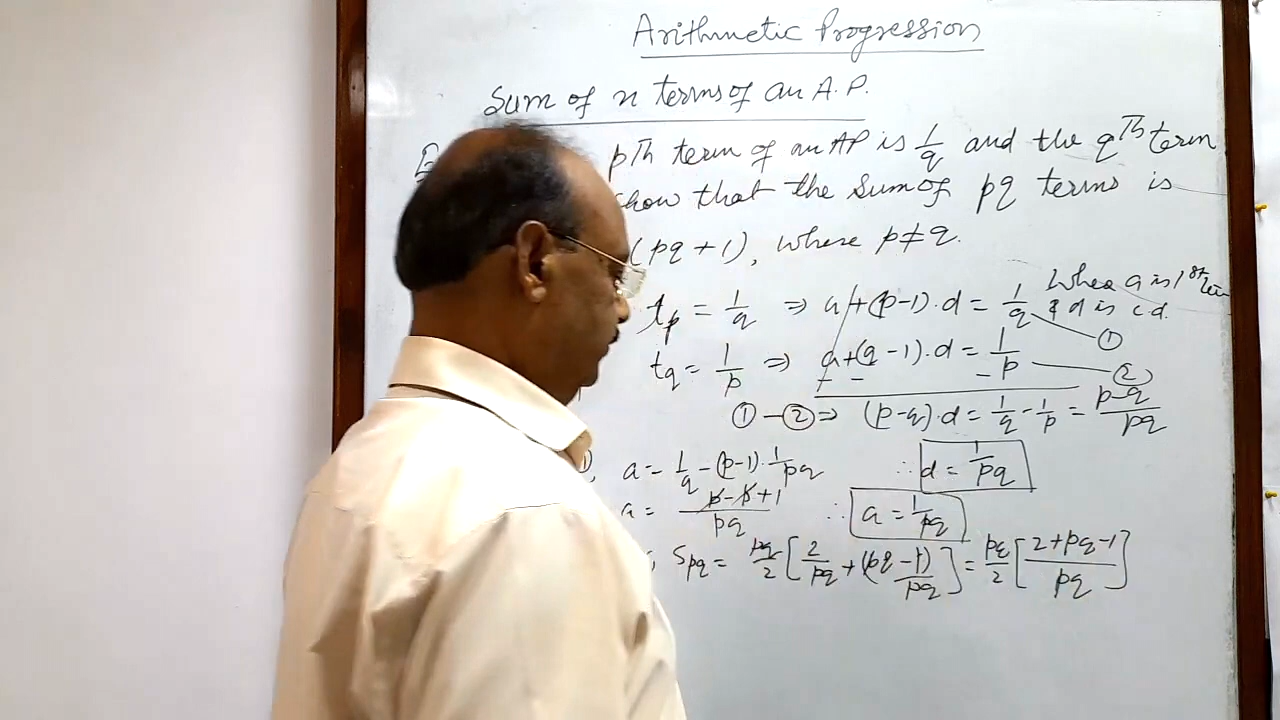 Arithmetic Progression
Sum of n terms of an A.P.
E pTh term of an AP is 1/q and the qTh term
show that the sum of pq terms is
(pq + 1), where p≠q.
tp = 1/q ⇒ a+(p-1).d = 1/q where a is 1st term
& d is c.d. ①
tq = 1/p ⇒ a+(q-1).d = 1/p ②
- - -
① - ② ⇒ (p-q).d = 1/q - 1/p = p-q/pq
①, a = 1/q - (p-1).1/pq ∴ d = 1/pq
a = p-p+1/pq ∴ a = 1/pq
Spq = pq/2 [2/pq + (pq-1)/pq] = pq/2 [2+pq-1/pq]